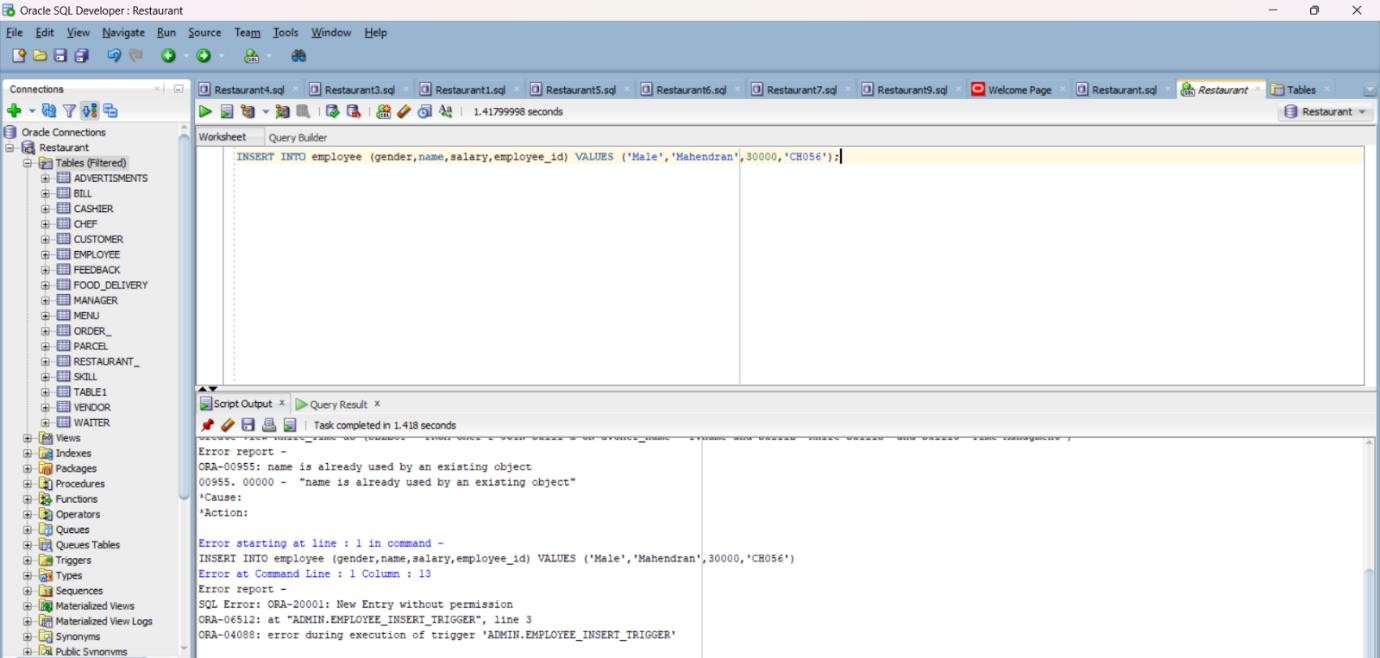 Oracle SQL Developer : Restaurant
File Edit View Navigate Run Source Team Tools Window Help
Connections
Restaurant4.sql Restaurant3.sql Restaurant1.sql Restaurant5.sql Restaurant6.sql Restaurant7.sql Restaurant9.sql Welcome Page Restaurant.sql Restaurant Tables
1.41799998 seconds
Restaurant
Worksheet Query Builder
INSERT INTO employee (gender,name,salary,employee_id) VALUES ('Male','Mahendran',30000,'CH056');
Oracle Connections
Restaurant
Tables (Filtered)
ADVERTISMENTS
BILL
CASHIER
CHEF
CUSTOMER
EMPLOYEE
FEEDBACK
FOOD_DELIVERY
MANAGER
MENU
ORDER_
PARCEL
RESTAURANT_
SKILL
TABLE1
VENDOR
WAITER
Views
Indexes
Packages
Procedures
Functions
Operators
Queues
Queues Tables
Triggers
Types
Sequences
Materialized Views
Materialized View Logs
Synonyms
Public Synonyms
Script Output Query Result
Task completed in 1.418 seconds
Error report -
ORA-00955: name is already used by an existing object
00955. 00000 - "name is already used by an existing object"
*Cause:
*Action:
Error starting at line : 1 in command -
INSERT INTO employee (gender,name,salary,employee_id) VALUES ('Male','Mahendran',30000,'CH056')
Error at Command Line : 1 Column : 13
Error report -
SQL Error: ORA-20001: New Entry without permission
ORA-06512: at "ADMIN.EMPLOYEE_INSERT_TRIGGER", line 3
ORA-04088: error during execution of trigger 'ADMIN.EMPLOYEE_INSERT_TRIGGER'